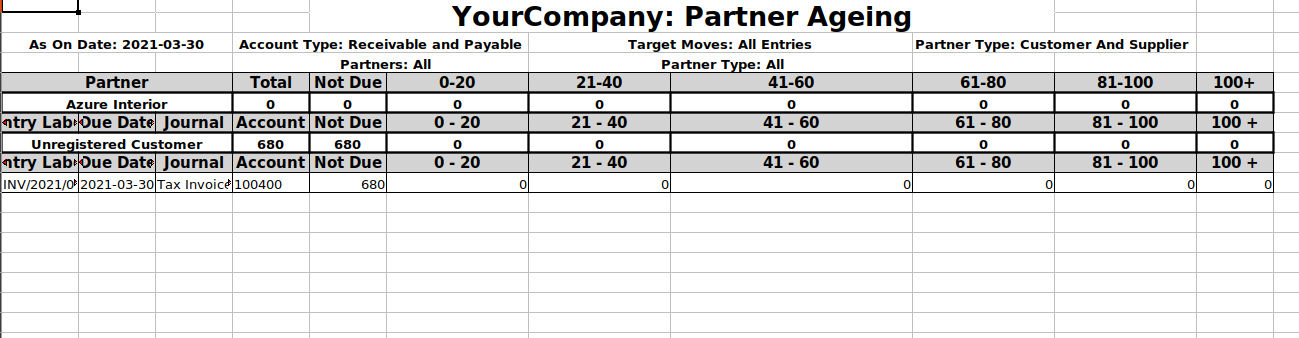 YourCompany: Partner Ageing
As On Date: 2021-03-30 Account Type: Receivable and Payable Target Moves: All Entries Partner Type: Customer And Supplier
Partners: All Partner Type: All
Partner Total Not Due 0-20 21-40 41-60 61-80 81-100 100+
Azure Interior 0 0 0 0 0 0 0 0
ntry Lab Due Date Journal Account Not Due 0 - 20 21 - 40 41 - 60 61 - 80 81 - 100 100 +
Unregistered Customer 680 680 0 0 0 0 0 0
ntry Lab Due Date Journal Account Not Due 0 - 20 21 - 40 41 - 60 61 - 80 81 - 100 100 +
INV/2021/0 2021-03-30 Tax Invoice 100400 680 0 0 0 0 0 0